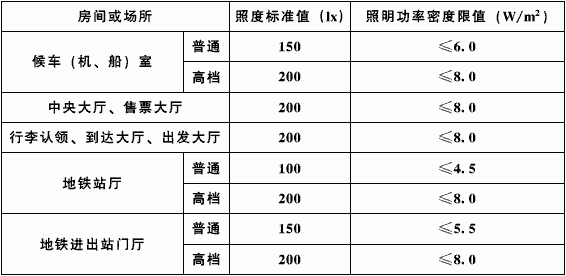 房间或场所 照度标准值（lx） 照明功率密度限值（W/m²）
候车（机、船）室 普通 150 ≤6.0
高档 200 ≤8.0
中央大厅、售票大厅 200 ≤8.0
行李认领、到达大厅、出发大厅 200 ≤8.0
地铁站厅 普通 100 ≤4.5
高档 200 ≤8.0
地铁进出站门厅 普通 150 ≤5.5
高档 200 ≤8.0